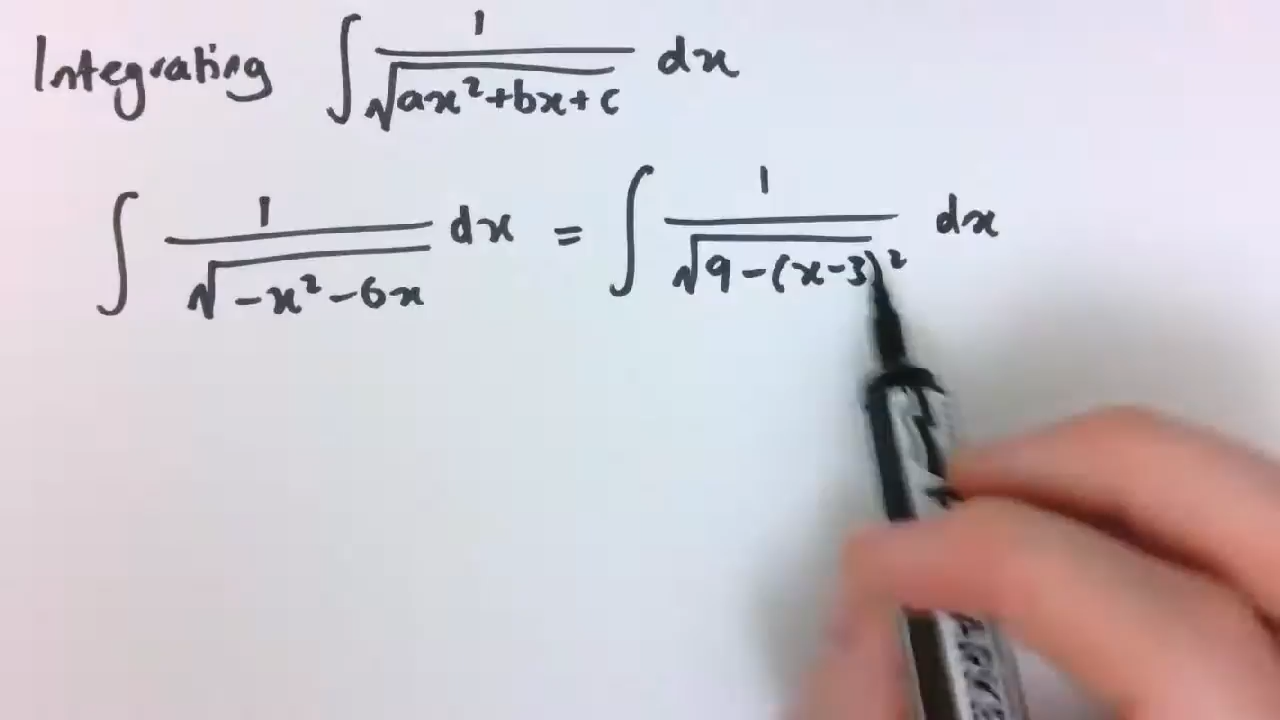 Integrating ∫ 1/√(ax²+bx+c) dx
∫ 1/√(-x²-6x) dx = ∫ 1/√(9-(x-3)²) dx